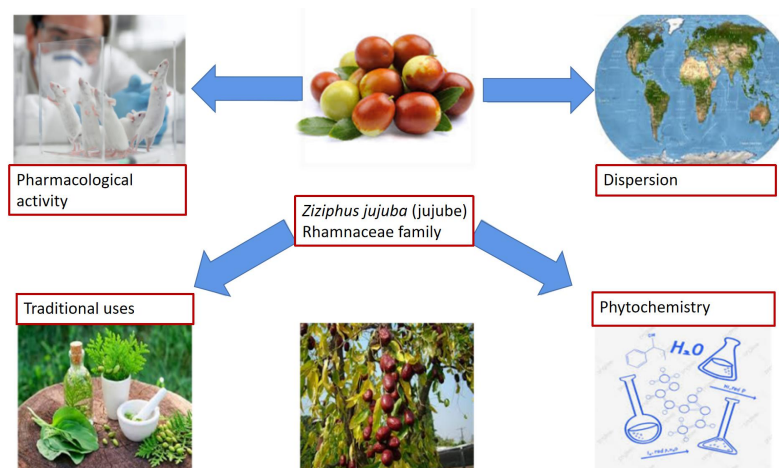 Pharmacological
activity
Ziziphus jujuba (jujube)
Rhamnaceae family
Dispersion
Traditional uses
Phytochemistry
H₂O